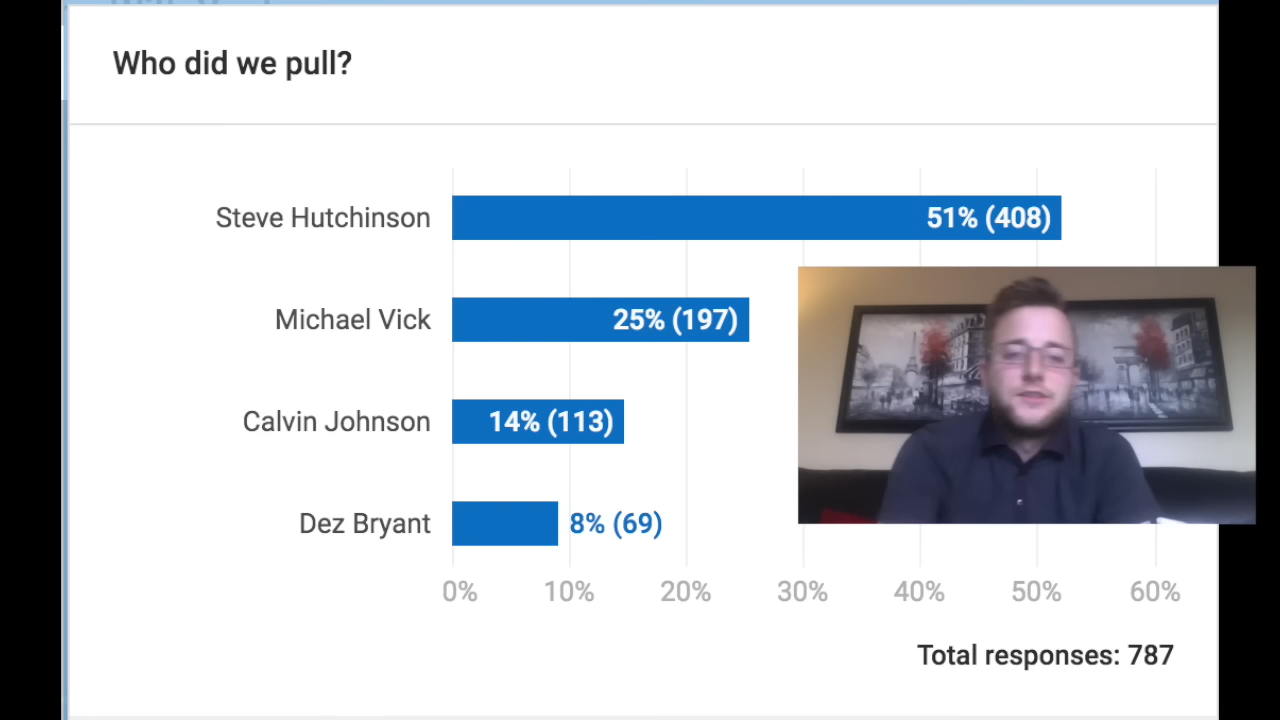 Who did we pull?
Steve Hutchinson 51% (408)
Michael Vick 25% (197)
Calvin Johnson 14% (113)
Dez Bryant 8% (69)
0% 10% 20% 30% 40% 50% 60%
Total responses: 787